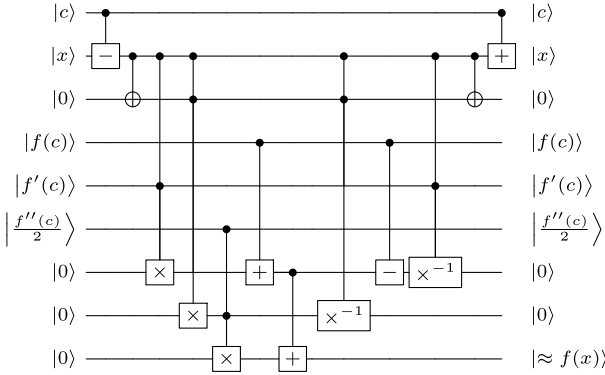 |c⟩ |c⟩
|x⟩ − + |x⟩
|0⟩ |0⟩
|f(c)⟩ |f(c)⟩
|f′(c)⟩ |f′(c)⟩
|f′′(c)/2⟩ |f′′(c)/2⟩
|0⟩ × + − ×⁻¹ |0⟩
|0⟩ × ×⁻¹ |0⟩
|0⟩ × + |≈ f(x)⟩